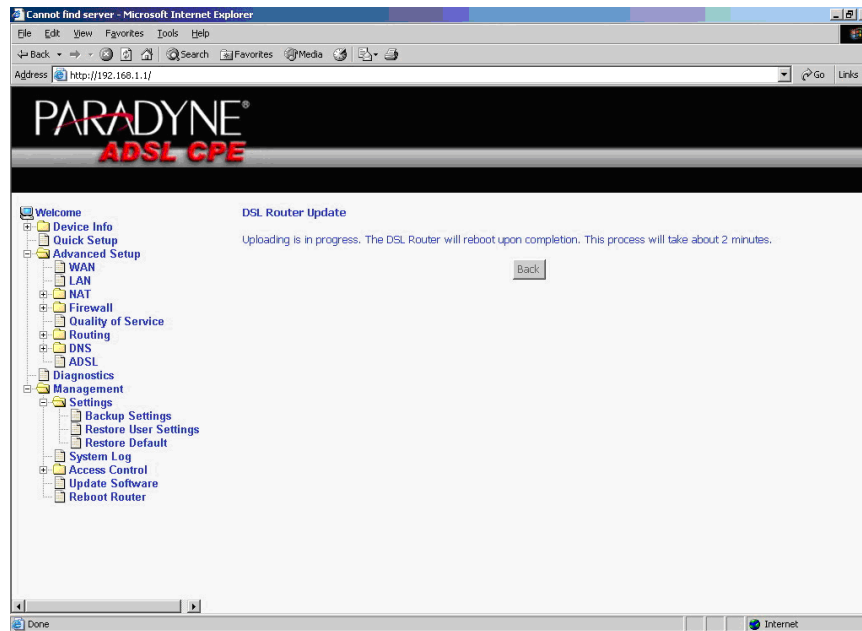 Cannot find server - Microsoft Internet Explorer
File Edit View Favorites Tools Help
Back Search Favorites Media
Address http://192.168.1.1/ Go Links
PARADYNE®
ADSL CPE
Welcome
Device Info
Quick Setup
Advanced Setup
WAN
LAN
NAT
Firewall
Quality of Service
Routing
DNS
ADSL
Diagnostics
Management
Settings
Backup Settings
Restore User Settings
Restore Default
System Log
Access Control
Update Software
Reboot Router
DSL Router Update
Uploading is in progress. The DSL Router will reboot upon completion. This process will take about 2 minutes.
Back
Done Internet